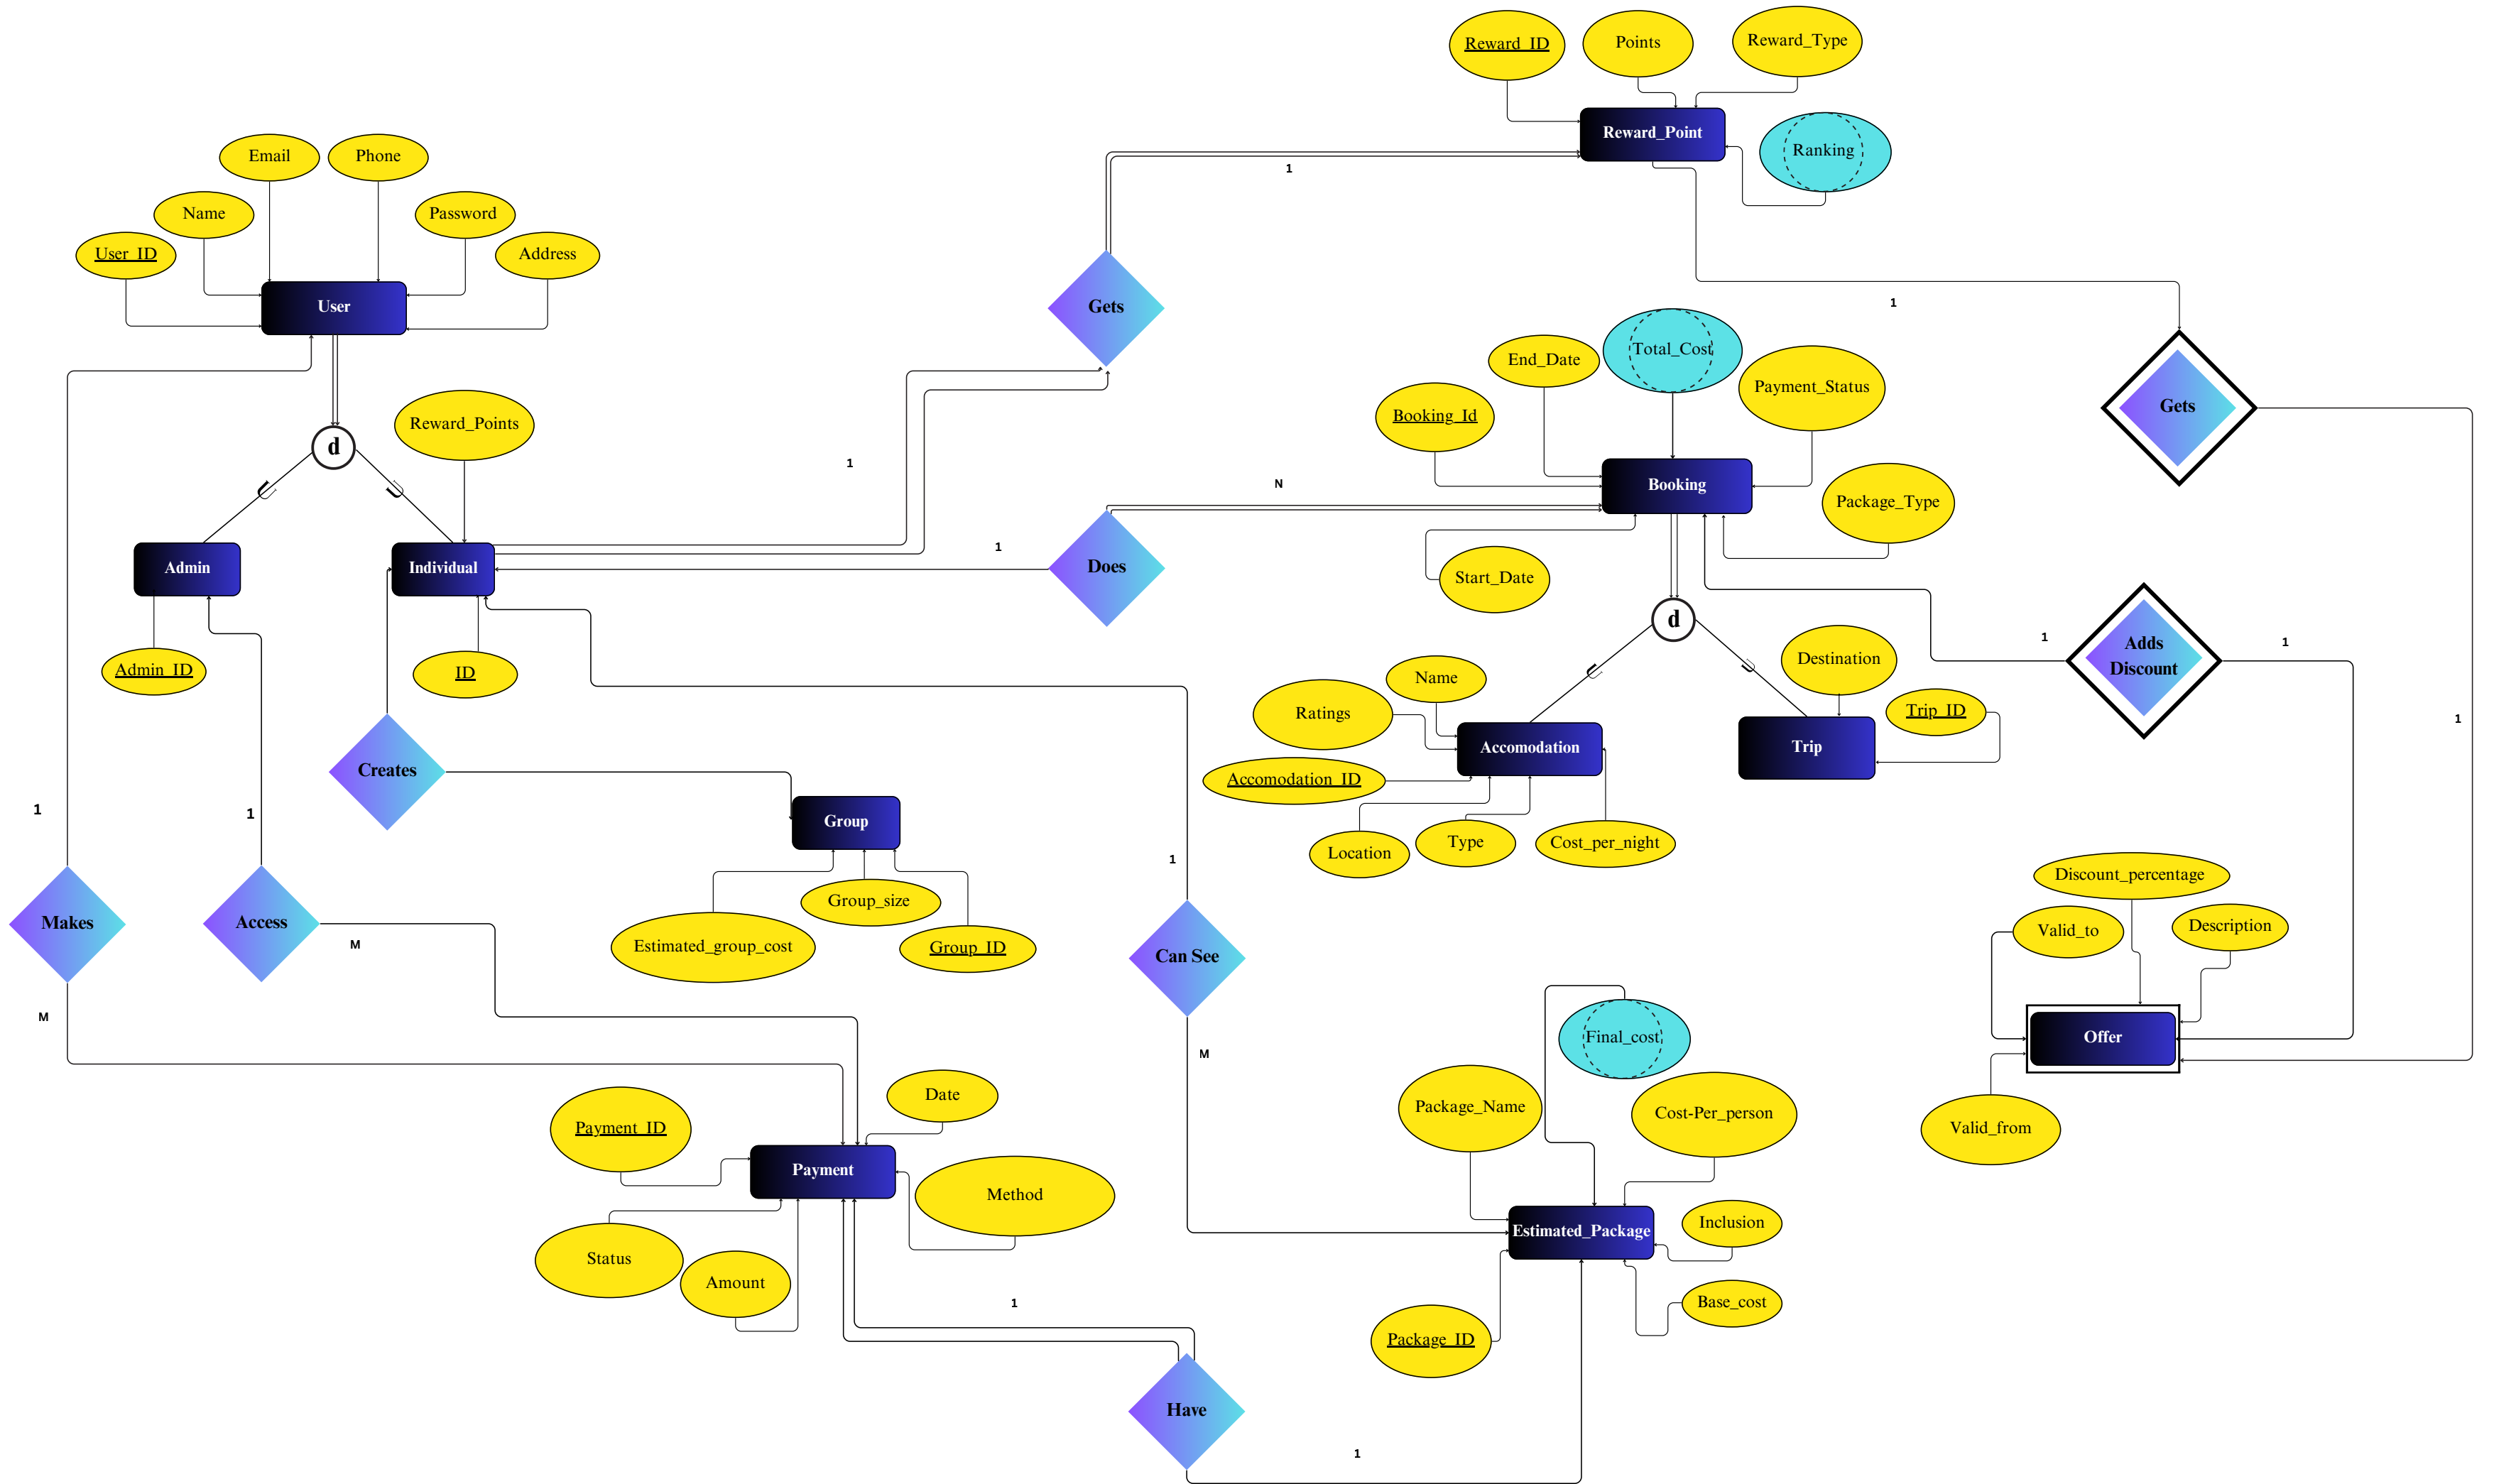 Reward_ID
Points
Reward_Type
Reward_Point
Ranking
1
Email
Phone
Name
Password
User_ID
Address
User
Gets
1
1
Gets
Total_Cost
End_Date
Payment_Status
Booking_Id
Reward_Points
d
U
U
1
N
Booking
Package_Type
Admin
Individual
1
Does
Start_Date
d
U
U
Admin_ID
ID
1
Adds
Discount
1
Destination
Name
Ratings
Trip_ID
1
Accomodation
Trip
Accomodation_ID
Location
Type
Cost_per_night
Creates
Group
1
1
1
Estimated_group_cost
Group_size
Group_ID
Makes
Access
M
M
Can See
M
Discount_percentage
Valid_to
Description
Offer
Valid_from
Final_cost
Package_Name
Cost-Per_person
Date
Payment_ID
Payment
Method
Status
Amount
Estimated_Package
Inclusion
Base_cost
Package_ID
1
Have
1